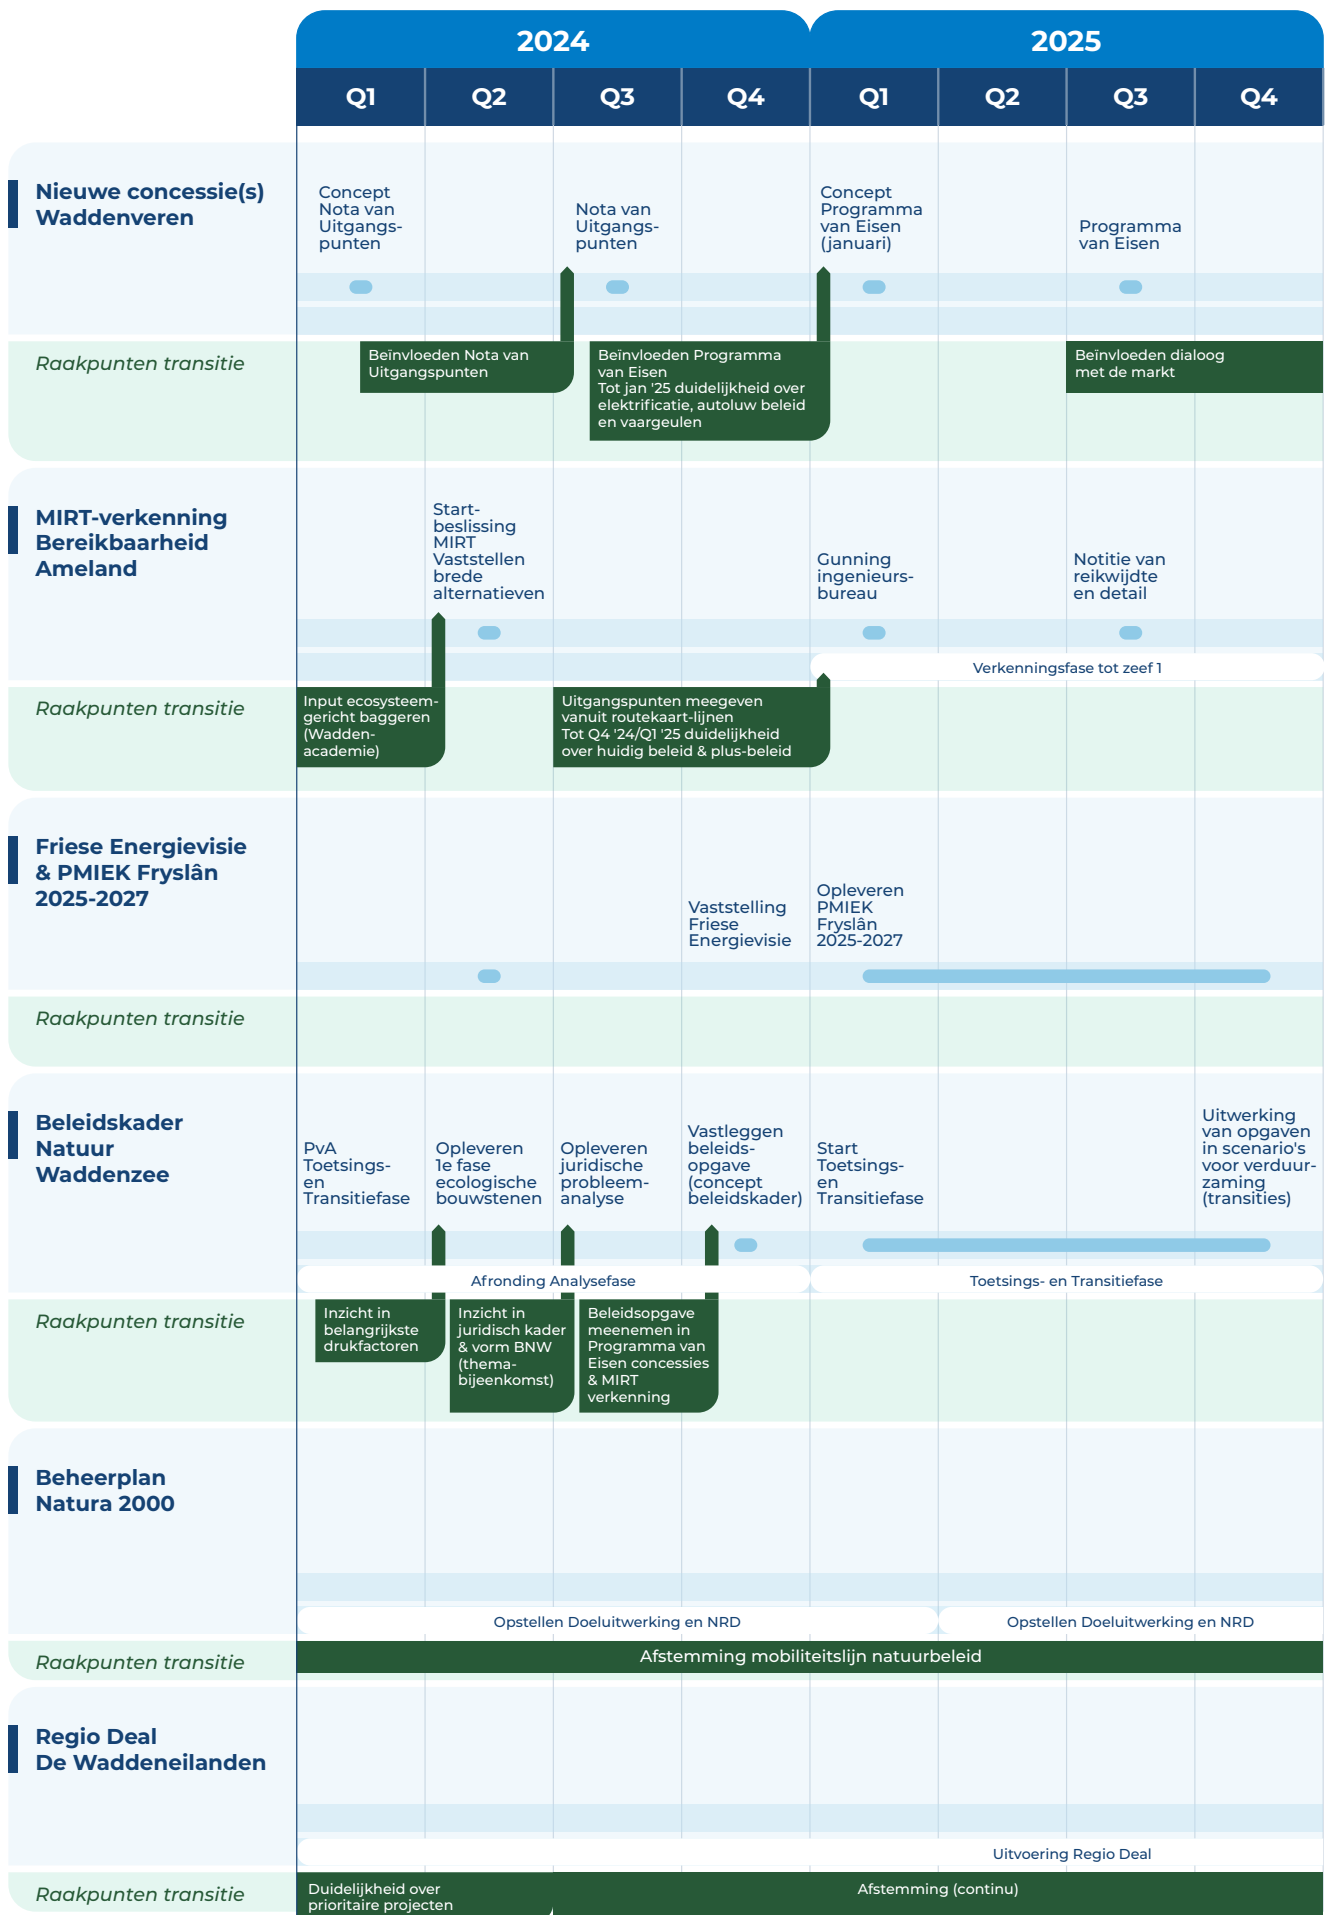 2024
2025
Q1
Q2
Q3
Q4
Q1
Q2
Q3
Q4
Nieuwe concessie(s)
Waddenveren
Concept
Nota van
Uitgangs-
punten
Nota van
Uitgangs-
punten
Concept
Programma
van Eisen
(januari)
Programma
van Eisen
Raakpunten transitie
Beïnvloeden Nota van
Uitgangspunten
Beïnvloeden Programma
van Eisen
Tot jan '25 duidelijkheid over
elektrificatie, autoluw beleid
en vaargeulen
Beïnvloeden dialoog
met de markt
MIRT-verkenning
Bereikbaarheid
Ameland
Start-
beslissing
MIRT
Vaststellen
brede
alternatieven
Gunning
ingenieurs-
bureau
Notitie van
reikwijdte
en detail
Verkenningsfase tot zeef 1
Raakpunten transitie
Input ecosysteem-
gericht baggeren
(Wadden-
academie)
Uitgangspunten meegeven
vanuit routekaart-lijnen
Tot Q4 '24/Q1 '25 duidelijkheid
over huidig beleid & plus-beleid
Friese Energievisie
& PMIEK Fryslân
2025-2027
Vaststelling
Friese
Energievisie
Opleveren
PMIEK
Fryslân
2025-2027
Raakpunten transitie
Beleidskader
Natuur
Waddenzee
PvA
Toetsings-
en
Transitiefase
Opleveren
1e fase
ecologische
bouwstenen
Opleveren
juridische
probleem-
analyse
Vastleggen
beleids-
opgave
(concept
beleidskader)
Start
Toetsings-
en
Transitiefase
Uitwerking
van opgaven
in scenario's
voor verduur-
zaming
(transities)
Afronding Analysefase
Toetsings- en Transitiefase
Raakpunten transitie
Inzicht in
belangrijkste
drukfactoren
Inzicht in
juridisch kader
& vorm BNW
(thema-
bijeenkomst)
Beleidsopgave
meenemen in
Programma van
Eisen concessies
& MIRT
verkenning
Beheerplan
Natura 2000
Opstellen Doeluitwerking en NRD
Opstellen Doeluitwerking en NRD
Raakpunten transitie
Afstemming mobiliteitslijn natuurbeleid
Regio Deal
De Waddeneilanden
Uitvoering Regio Deal
Raakpunten transitie
Duidelijkheid over
prioritaire projecten
Afstemming (continu)